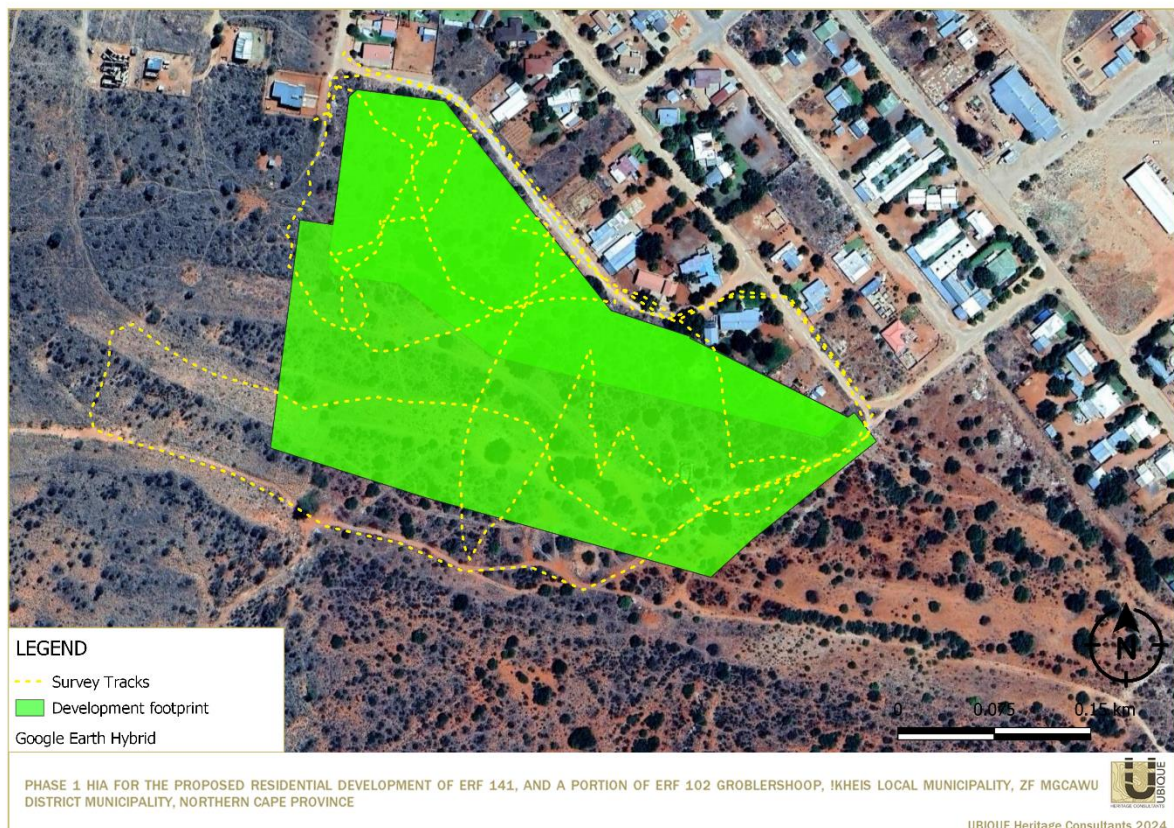 N
0 0.075 0.15 km
LEGEND
Survey Tracks
Development footprint
Google Earth Hybrid
PHASE 1 HIA FOR THE PROPOSED RESIDENTIAL DEVELOPMENT OF ERF 141, AND A PORTION OF ERF 102 GROBLERSHOOP, !KHEIS LOCAL MUNICIPALITY, ZF MGCAWU
DISTRICT MUNICIPALITY, NORTHERN CAPE PROVINCE
UBIQUE
HERITAGE CONSULTANTS
UBIQUE Heritage Consultants 2024